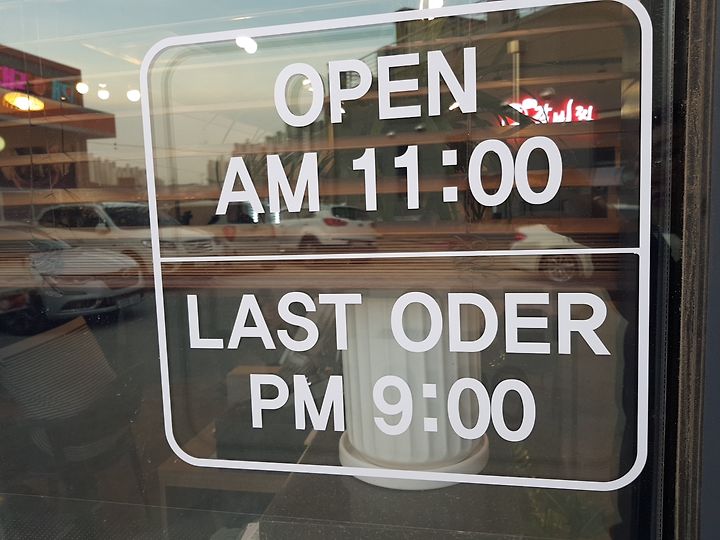 OPEN
AM 11:00
LAST ODER
PM 9:00